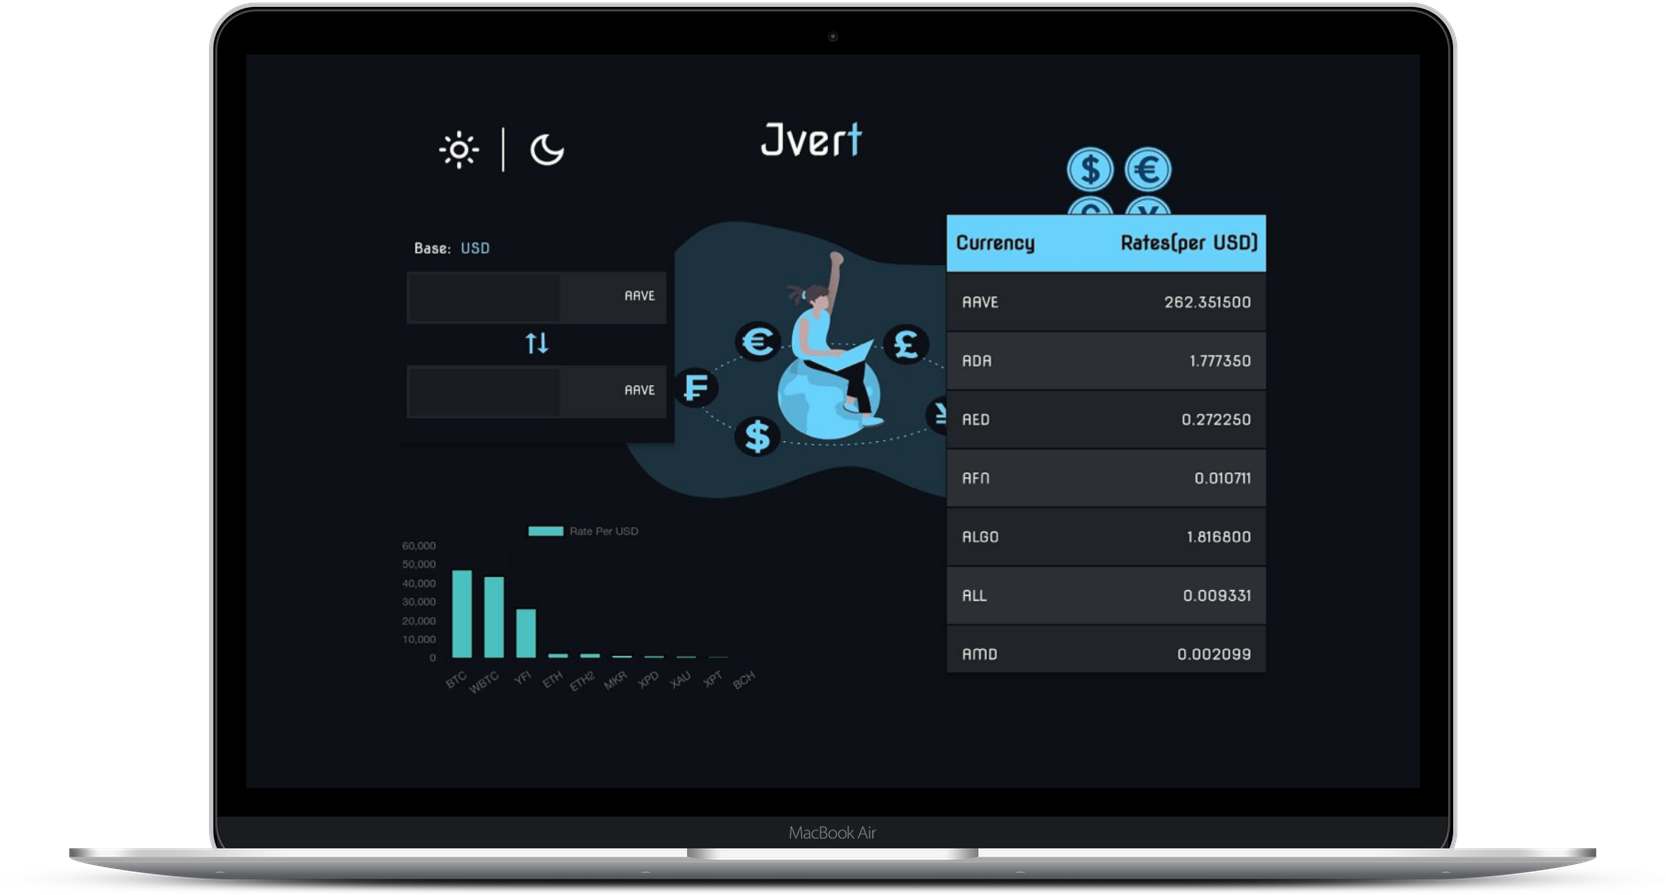 Jvert
$ €
Base: USD
AAVE
AAVE
€ £
₣
$
Currency Rates(per USD)
AAVE 262.351500
ADA 1.777350
AED 0.272250
AFN 0.010711
ALGO 1.816800
ALL 0.009331
AMD 0.002099
Rate Per USD
60,000
50,000
40,000
30,000
20,000
10,000
0
BTC WBTC YFI ETH ETH2 MKR XPD XAU XPT BCH
MacBook Air